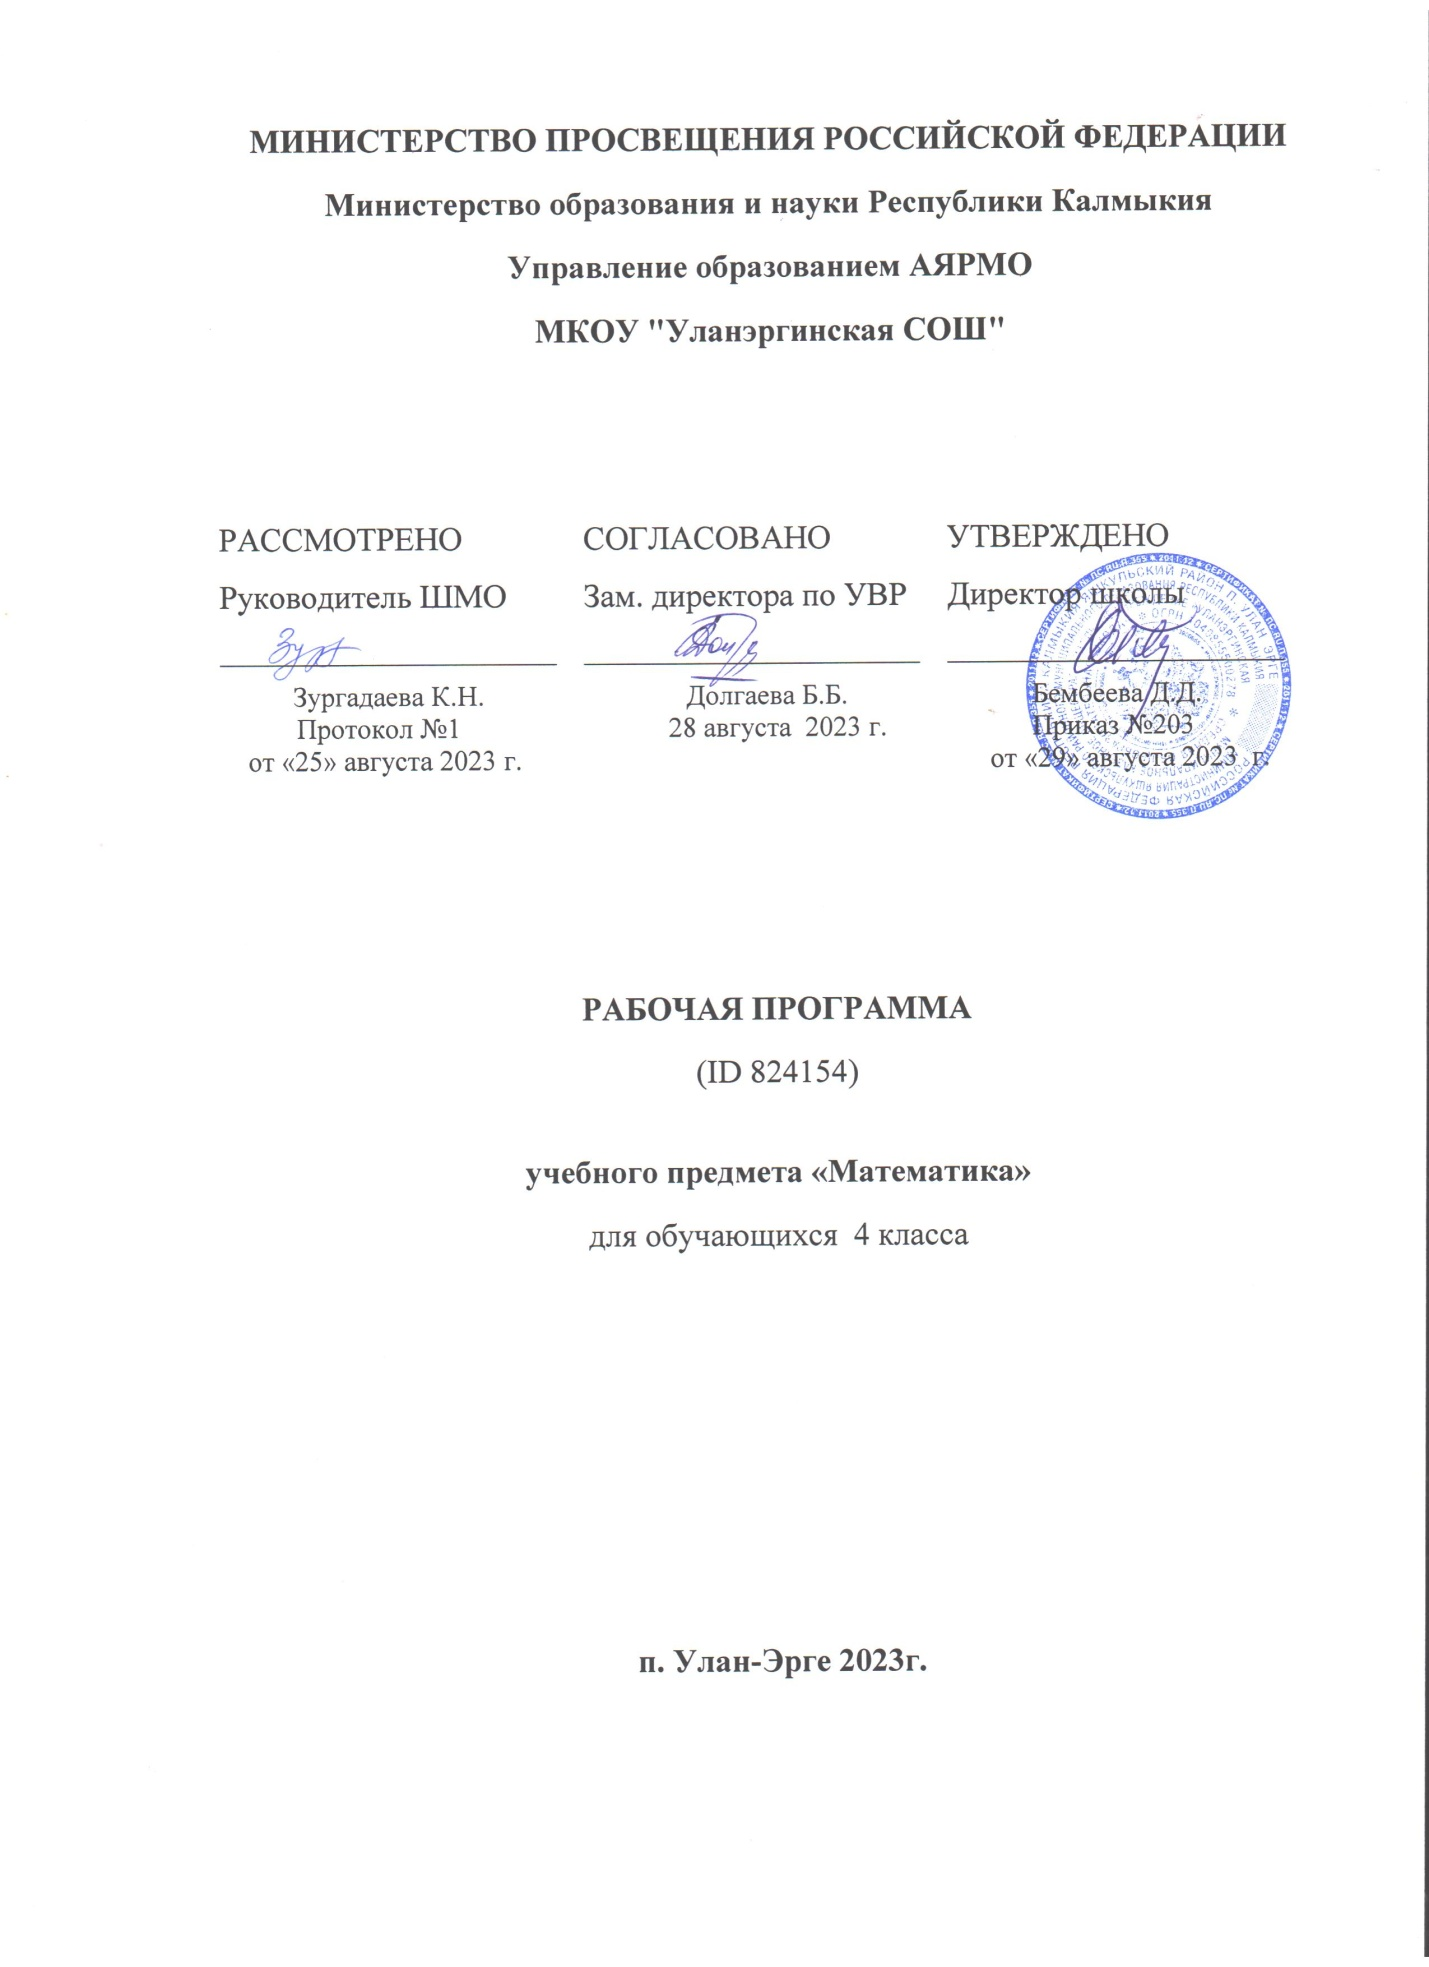 МИНИСТЕРСТВО ПРОСВЕЩЕНИЯ РОССИЙСКОЙ ФЕДЕРАЦИИ
Министерство образования и науки Республики Калмыкия
Управление образованием АЯРМО
МКОУ "Уланэргинская СОШ"
РАССМОТРЕНО
Руководитель ШМО
Зургадаева К.Н.
Протокол №1
от «25» августа 2023 г.
СОГЛАСОВАНО
Зам. директора по УВР
Долгаева Б.Б.
28 августа 2023 г.
УТВЕРЖДЕНО
Директор школы
Бембеева Д.Д.
Приказ №203
от «29» августа 2023 г.
РАБОЧАЯ ПРОГРАММА
(ID 824154)
учебного предмета «Математика»
для обучающихся 4 класса
п. Улан-Эрге 2023г.